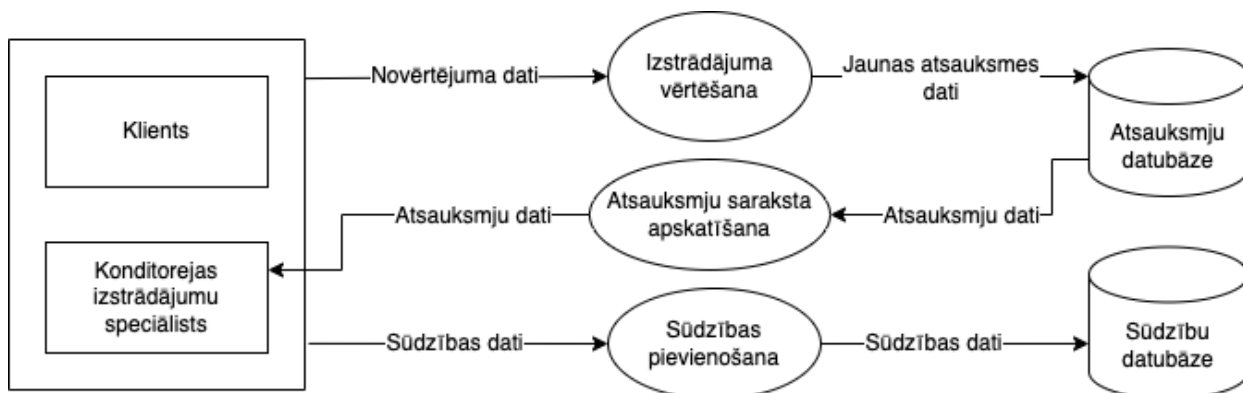 Klients
Novērtējuma dati
Izstrādājuma
vērtēšana
Jaunas atsauksmes
dati
Atsauksmju
datubāze
Konditorejas
izstrādājumu
speciālists
Atsauksmju dati
Atsauksmju saraksta
apskatīšana
Atsauksmju dati
Sūdzības dati
Sūdzības
pievienošana
Sūdzības dati
Sūdzību
datubāze